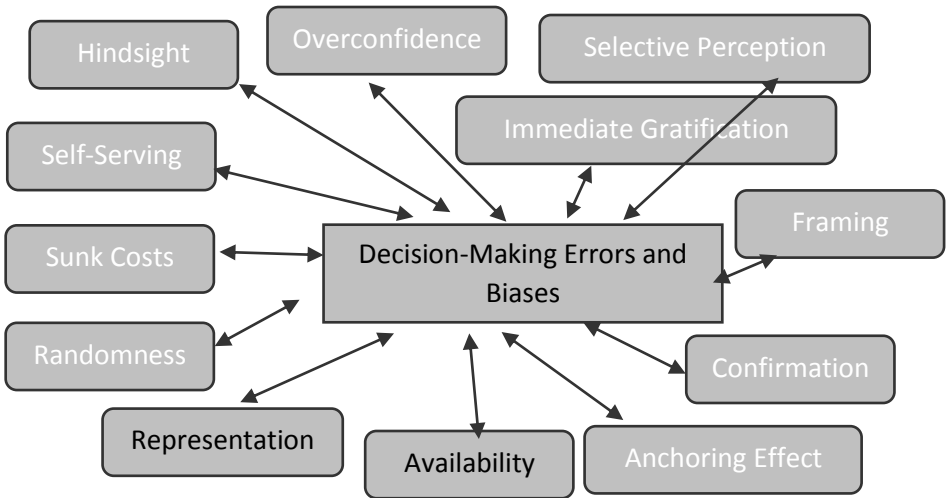 Overconfidence
Selective Perception
Hindsight
Immediate Gratification
Self-Serving
Framing
Sunk Costs
Decision-Making Errors and
Biases
Randomness
Confirmation
Representation
Availability
Anchoring Effect